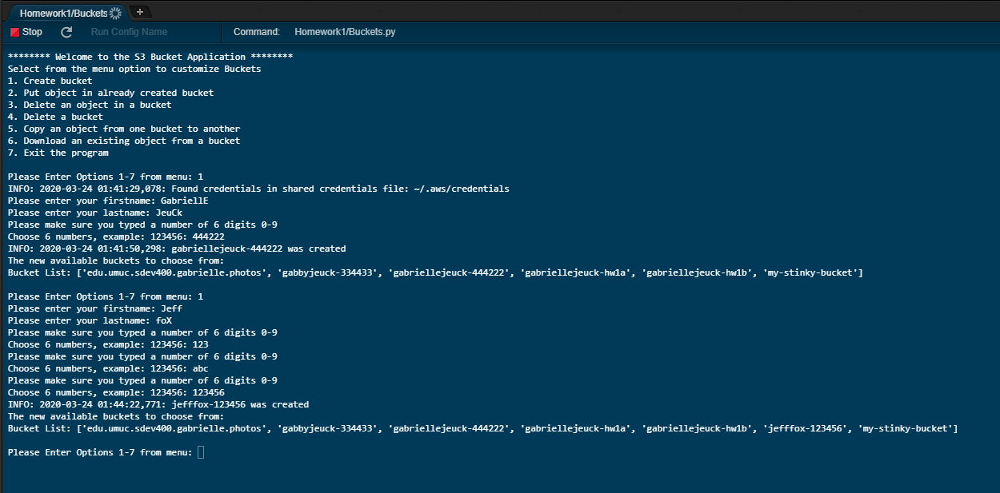 Homework1/Buckets
Stop Run Config Name Command: Homework1/Buckets.py
******** Welcome to the S3 Bucket Application ********
Select from the menu option to customize Buckets
1. Create bucket
2. Put object in already created bucket
3. Delete an object in a bucket
4. Delete a bucket
5. Copy an object from one bucket to another
6. Download an existing object from a bucket
7. Exit the program
Please Enter Options 1-7 from menu: 1
INFO: 2020-03-24 01:41:29,078: Found credentials in shared credentials file: ~/.aws/credentials
Please enter your firstname: GabriellE
Please enter your lastname: JeuCk
Please make sure you typed a number of 6 digits 0-9
Choose 6 numbers, example: 123456: 444222
INFO: 2020-03-24 01:41:50,298: gabriellejeuck-444222 was created
The new available buckets to choose from:
Bucket List: ['edu.umuc.sdev400.gabrielle.photos', 'gabbyjeuck-334433', 'gabriellejeuck-444222', 'gabriellejeuck-hw1a', 'gabriellejeuck-hw1b', 'my-stinky-bucket']
Please Enter Options 1-7 from menu: 1
Please enter your firstname: Jeff
Please enter your lastname: foX
Please make sure you typed a number of 6 digits 0-9
Choose 6 numbers, example: 123456: 123
Please make sure you typed a number of 6 digits 0-9
Choose 6 numbers, example: 123456: abc
Please make sure you typed a number of 6 digits 0-9
Choose 6 numbers, example: 123456: 123456
INFO: 2020-03-24 01:44:22,771: jefffox-123456 was created
The new available buckets to choose from:
Bucket List: ['edu.umuc.sdev400.gabrielle.photos', 'gabbyjeuck-334433', 'gabriellejeuck-444222', 'gabriellejeuck-hw1a', 'gabriellejeuck-hw1b', 'jefffox-123456', 'my-stinky-bucket']
Please Enter Options 1-7 from menu: